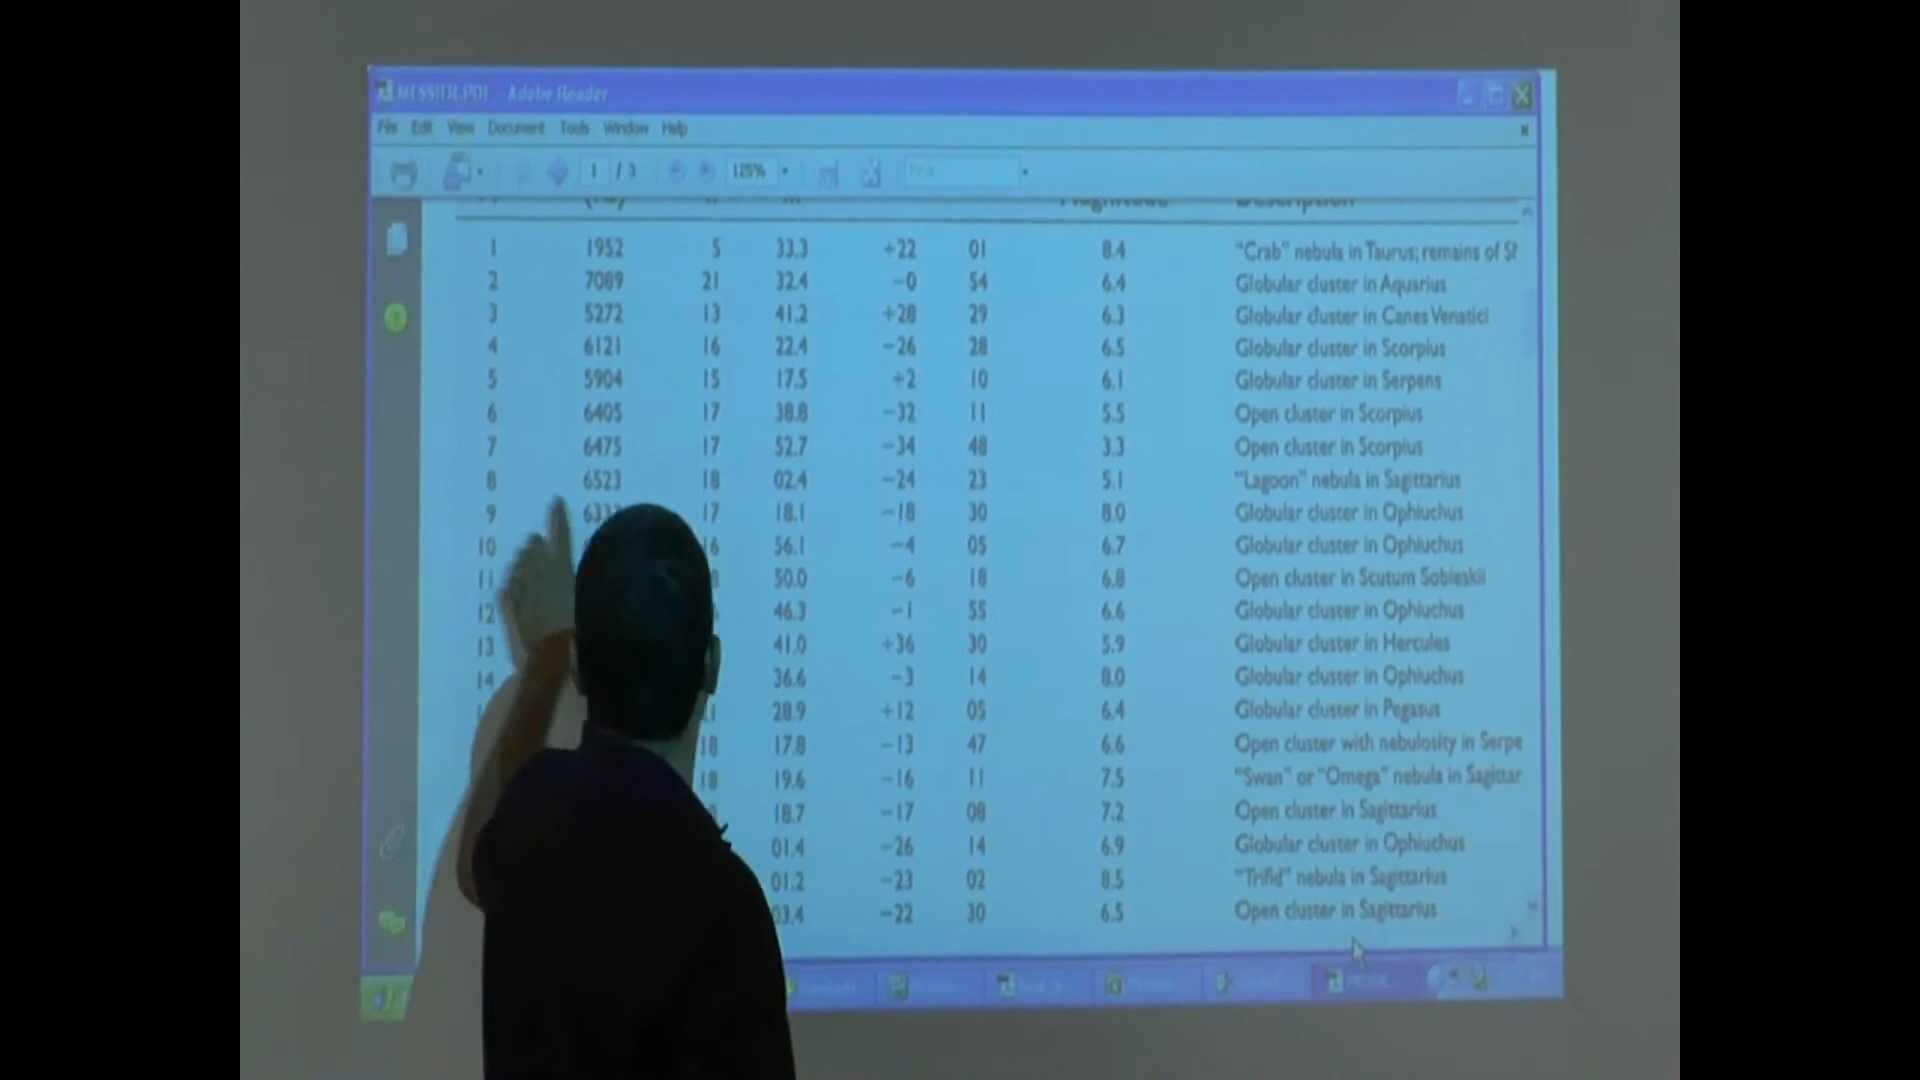 MESSIER.PDF Adobe Reader
File Edit View Document Tools Window Help
1 / 3 125% Find
Magnitude Description
1 1952 5 33.3 +22 01 8.4 "Crab" nebula in Taurus; remains of SN
2 7089 21 32.4 −0 54 6.4 Globular cluster in Aquarius
3 5272 13 41.2 +28 29 6.3 Globular cluster in Canes Venatici
4 6121 16 22.4 −26 28 6.5 Globular cluster in Scorpius
5 5904 15 17.5 +2 10 6.1 Globular cluster in Serpens
6 6405 17 38.8 −32 11 5.5 Open cluster in Scorpius
7 6475 17 52.7 −34 48 3.3 Open cluster in Scorpius
8 6523 18 02.4 −24 23 5.1 "Lagoon" nebula in Sagittarius
9 633 17 18.1 −18 30 8.0 Globular cluster in Ophiuchus
10 16 56.1 −4 05 6.7 Globular cluster in Ophiuchus
11 50.0 −6 18 6.8 Open cluster in Scutum Sobieskii
12 46.3 −1 55 6.6 Globular cluster in Ophiuchus
13 41.0 +36 30 5.9 Globular cluster in Hercules
14 36.6 −3 14 8.0 Globular cluster in Ophiuchus
28.9 +12 05 6.4 Globular cluster in Pegasus
18 17.8 −13 47 6.6 Open cluster with nebulosity in Serpe
18 19.6 −16 11 7.5 "Swan" or "Omega" nebula in Sagittar
18.7 −17 08 7.2 Open cluster in Sagittarius
01.4 −26 14 6.9 Globular cluster in Ophiuchus
01.2 −23 02 8.5 "Trifid" nebula in Sagittarius
03.4 −22 30 6.5 Open cluster in Sagittarius